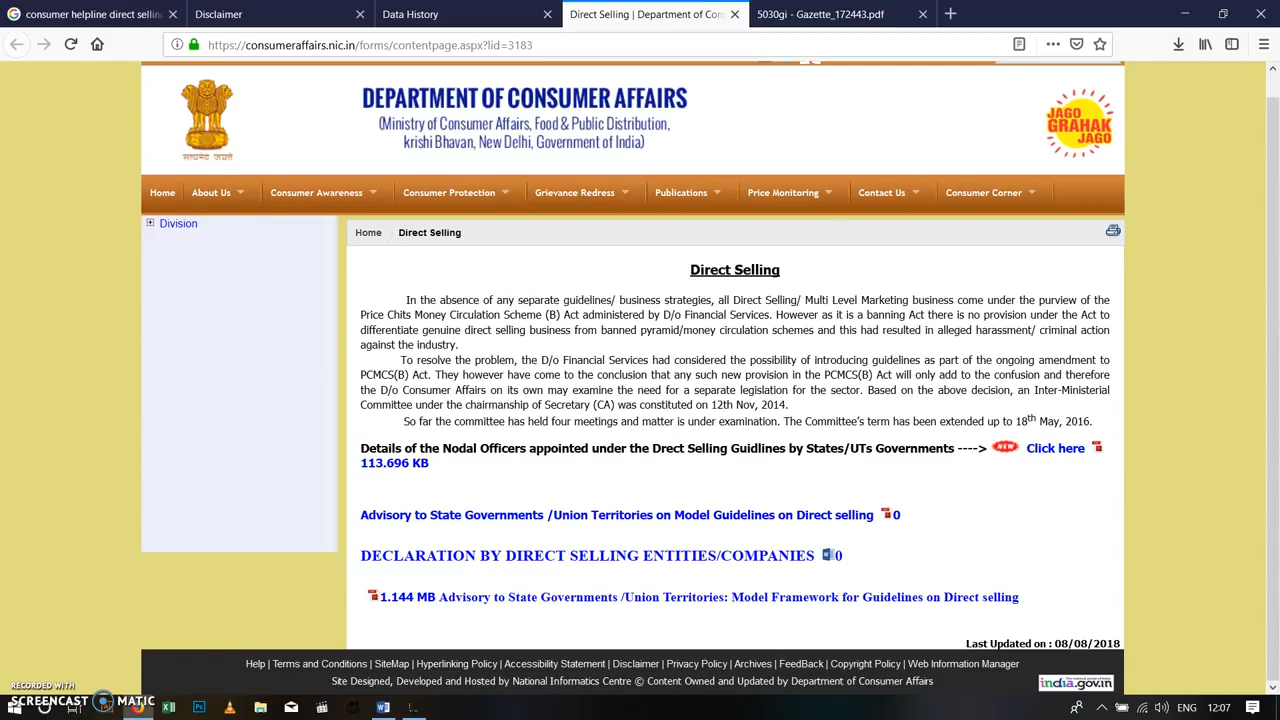 consumer helpline direct sellin
Disclaimer
Data History
Direct Selling | Department of Con
5030gi - Gazette_172443.pdf
https://consumeraffairs.nic.in/forms/contentpage.aspx?lid=3183
सत्यमेव जयते
DEPARTMENT OF CONSUMER AFFAIRS
(Ministry of Consumer Affairs, Food & Public Distribution,
krishi Bhavan, New Delhi, Government of India)
JAGO
GRAHAK
JAGO
Home About Us Consumer Awareness Consumer Protection Grievance Redress Publications Price Monitoring Contact Us Consumer Corner
Division
Home / Direct Selling
Direct Selling
In the absence of any separate guidelines/ business strategies, all Direct Selling/ Multi Level Marketing business come under the purview of the
Price Chits Money Circulation Scheme (B) Act administered by D/o Financial Services. However as it is a banning Act there is no provision under the Act to
differentiate genuine direct selling business from banned pyramid/money circulation schemes and this had resulted in alleged harassment/ criminal action
against the industry.
To resolve the problem, the D/o Financial Services had considered the possibility of introducing guidelines as part of the ongoing amendment to
PCMCS(B) Act. They however have come to the conclusion that any such new provision in the PCMCS(B) Act will only add to the confusion and therefore
the D/o Consumer Affairs on its own may examine the need for a separate legislation for the sector. Based on the above decision, an Inter-Ministerial
Committee under the chairmanship of Secretary (CA) was constituted on 12th Nov, 2014.
So far the committee has held four meetings and matter is under examination. The Committee's term has been extended up to 18th May, 2016.
Details of the Nodal Officers appointed under the Drect Selling Guidlines by States/UTs Governments ----> NEW Click here
113.696 KB
Advisory to State Governments /Union Territories on Model Guidelines on Direct selling 0
DECLARATION BY DIRECT SELLING ENTITIES/COMPANIES 0
1.144 MB Advisory to State Governments /Union Territories: Model Framework for Guidelines on Direct selling
Last Updated on : 08/08/2018
Help | Terms and Conditions | SiteMap | Hyperlinking Policy | Accessibility Statement | Disclaimer | Privacy Policy | Archives | FeedBack | Copyright Policy | Web Information Manager
Site Designed, Developed and Hosted by National Informatics Centre © Content Owned and Updated by Department of Consumer Affairs
india.gov.in
RECORDED WITH
SCREENCAST MATIC
ENG 12:07